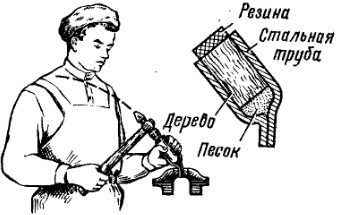 Резина
Стальная
труба
Дерево
Песок